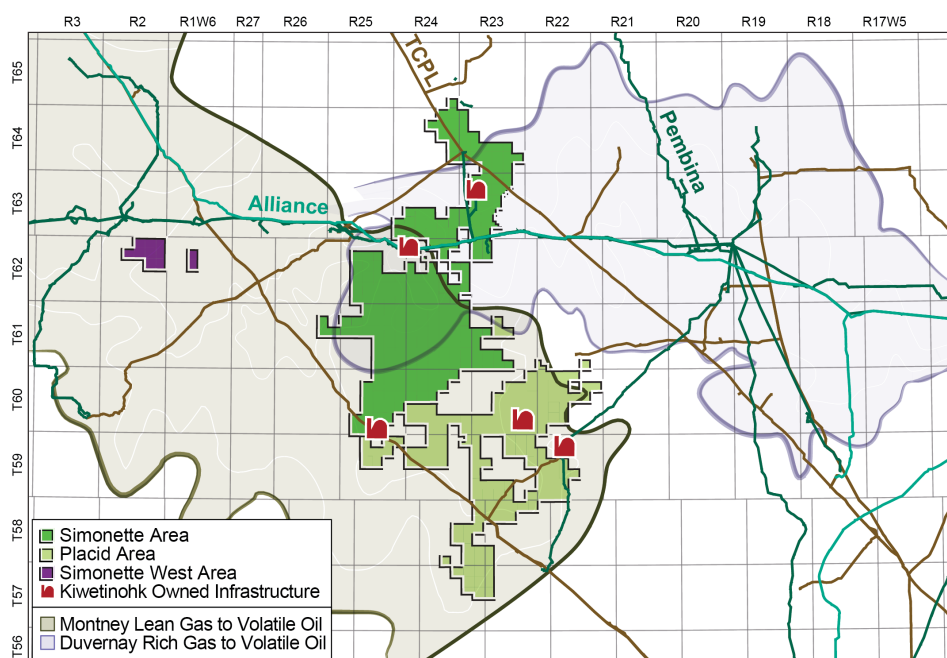 R3 R2 R1W6 R27 R26 R25 R24 R23 R22 R21 R20 R19 R18 R17W5
T65
T64
T63
T62
T61
T60
T59
T58
T57
T56
TCPL
Pembina
Alliance
Simonette Area
Placid Area
Simonette West Area
Kiwetinohk Owned Infrastructure
Montney Lean Gas to Volatile Oil
Duvernay Rich Gas to Volatile Oil